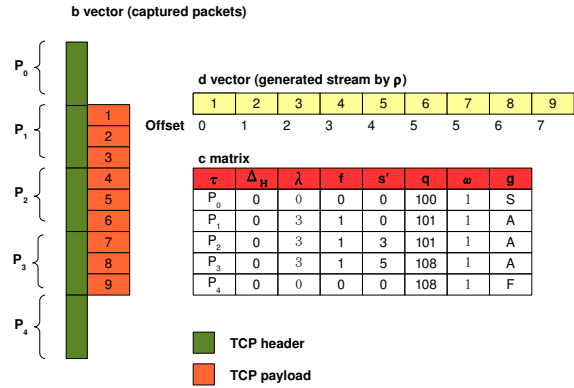 b vector (captured packets)
P0
P1
P2
P3
P4
1
2
3
4
5
6
7
8
9
d vector (generated stream by ρ)
1 2 3 4 5 6 7 8 9
Offset 0 1 2 3 4 5 5 6 7
c matrix
τ ΔH λ f s' q ω g
P0 0 0 0 0 100 1 S
P1 0 3 1 0 101 1 A
P2 0 3 1 3 101 1 A
P3 0 3 1 5 108 1 A
P4 0 0 0 0 108 1 F
TCP header
TCP payload